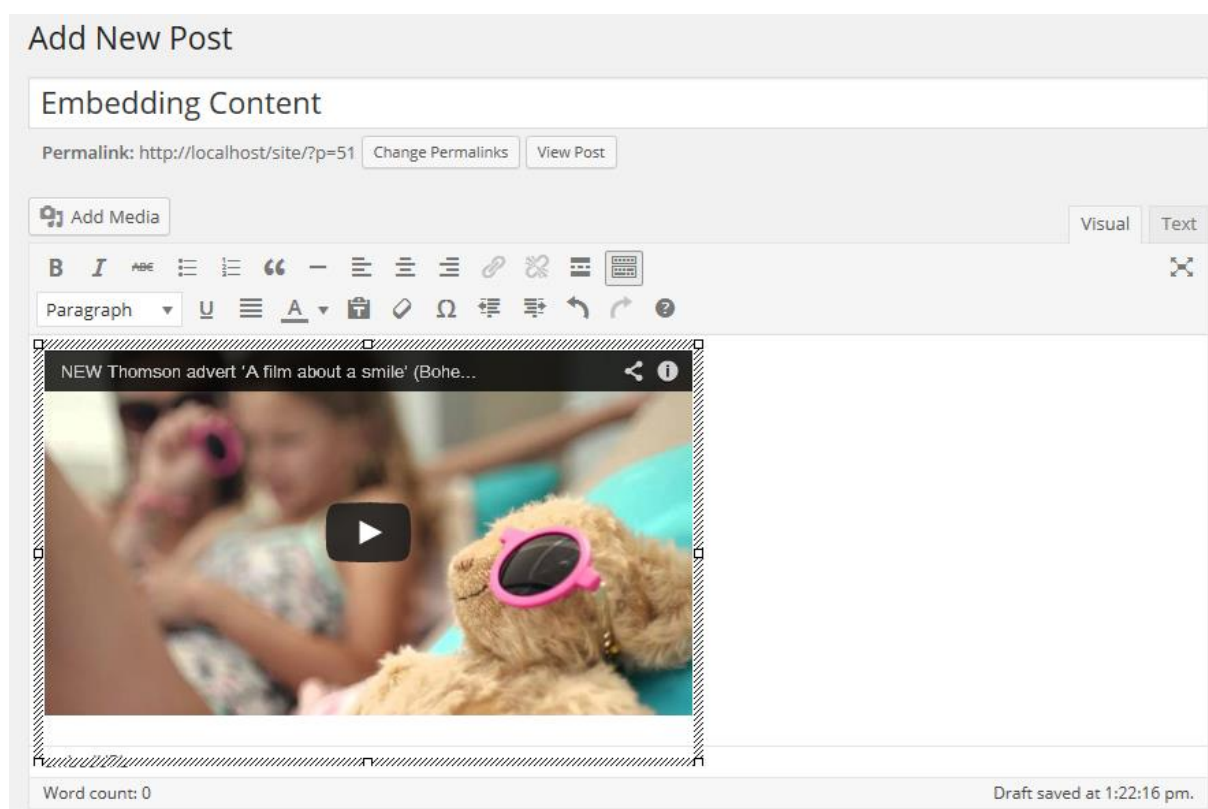 Add New Post
Embedding Content
Permalink: http://localhost/site/?p=51 Change Permalinks View Post
Add Media
Visual Text
B I ABC
Paragraph U A T Ω ?
NEW Thomson advert ‘A film about a smile’ (Bohe...
Word count: 0 Draft saved at 1:22:16 pm.